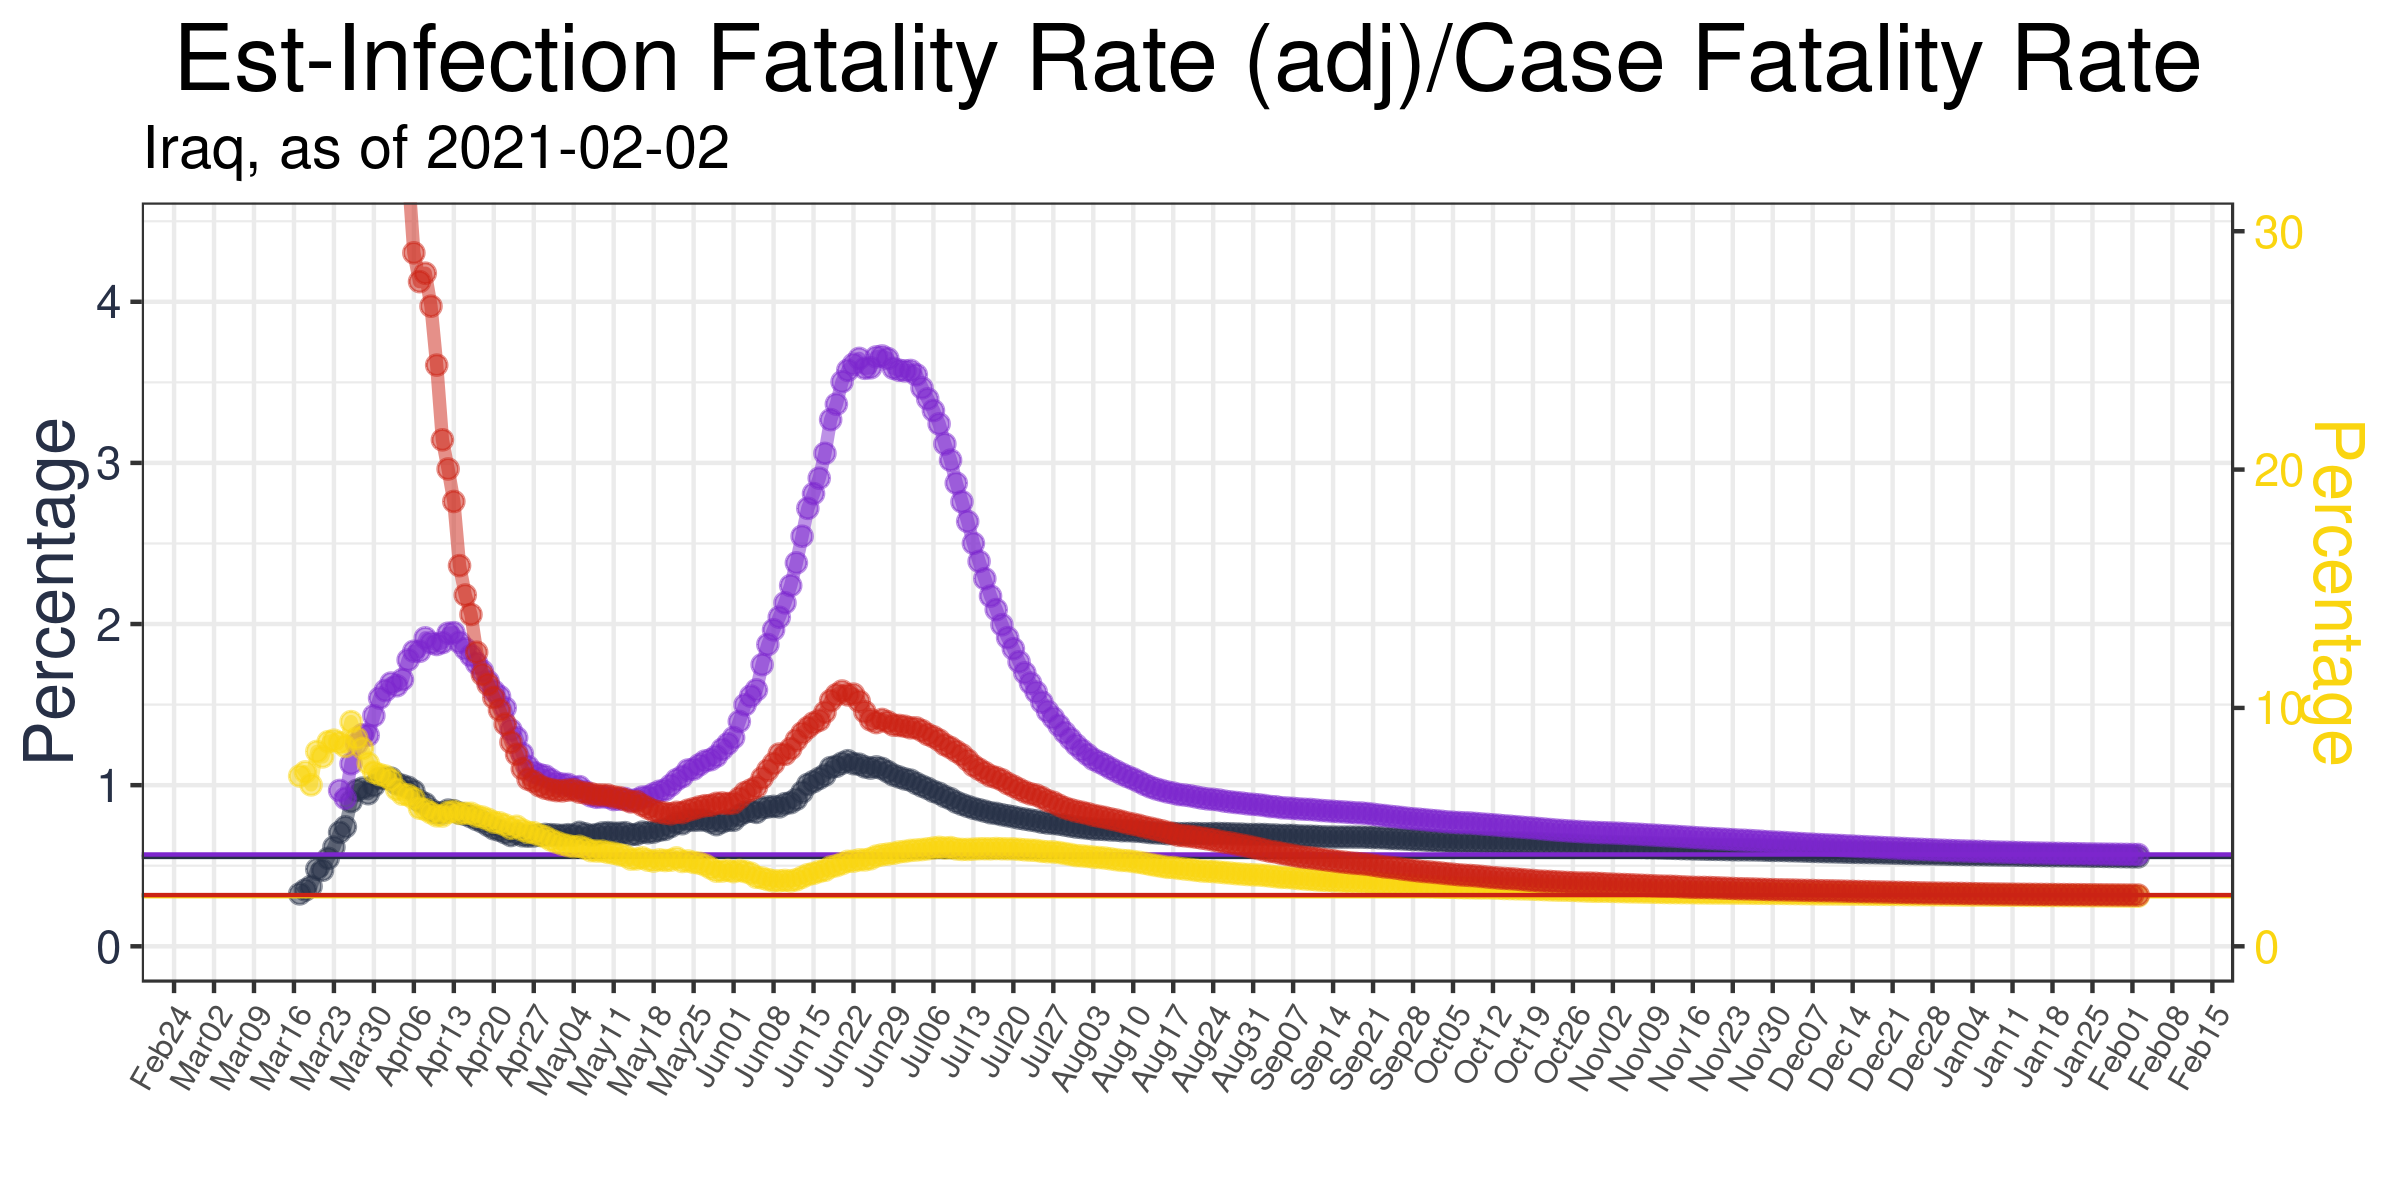 Est-Infection Fatality Rate (adj)/Case Fatality Rate
Iraq, as of 2021-02-02
Percentage
4
3
2
1
0
30
20
10
0
Percentage
Feb24
Mar02
Mar09
Mar16
Mar23
Mar30
Apr06
Apr13
Apr20
Apr27
May04
May11
May18
May25
Jun01
Jun08
Jun15
Jun22
Jun29
Jul06
Jul13
Jul20
Jul27
Aug03
Aug10
Aug17
Aug24
Aug31
Sep07
Sep14
Sep21
Sep28
Oct05
Oct12
Oct19
Oct26
Nov02
Nov09
Nov16
Nov23
Nov30
Dec07
Dec14
Dec21
Dec28
Jan04
Jan11
Jan18
Jan25
Feb01
Feb08
Feb15